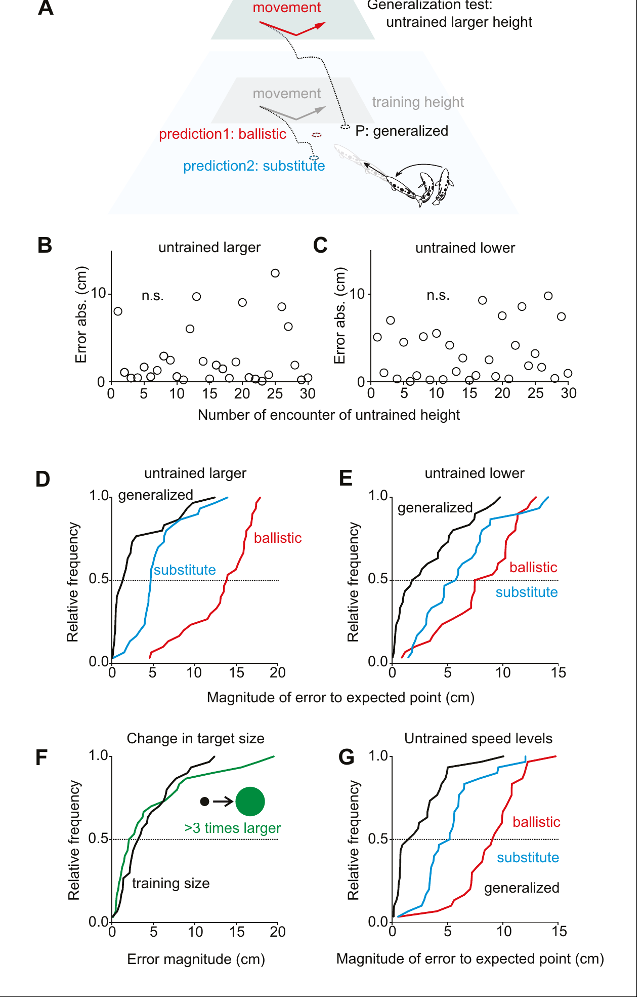 A
movement
Generalization test:
untrained larger height
movement
training height
prediction1: ballistic
P: generalized
prediction2: substitute
B
untrained larger
Error abs. (cm)
10
0
n.s.
0 5 10 15 20 25 30
C
untrained lower
Error abs. (cm)
10
0
n.s.
0 5 10 15 20 25 30
Number of encounter of untrained height
D
untrained larger
Relative frequency
1.0
0.5
0.0
generalized
ballistic
substitute
0 5 10 15 20
E
untrained lower
Relative frequency
1.0
0.5
0.0
generalized
ballistic
substitute
0 5 10 15
Magnitude of error to expected point (cm)
F
Change in target size
Relative frequency
1.0
0.5
0.0
>3 times larger
training size
0 5 10 15 20
Error magnitude (cm)
G
Untrained speed levels
Relative frequency
1.0
0.5
0.0
ballistic
substitute
generalized
0 5 10 15
Magnitude of error to expected point (cm)